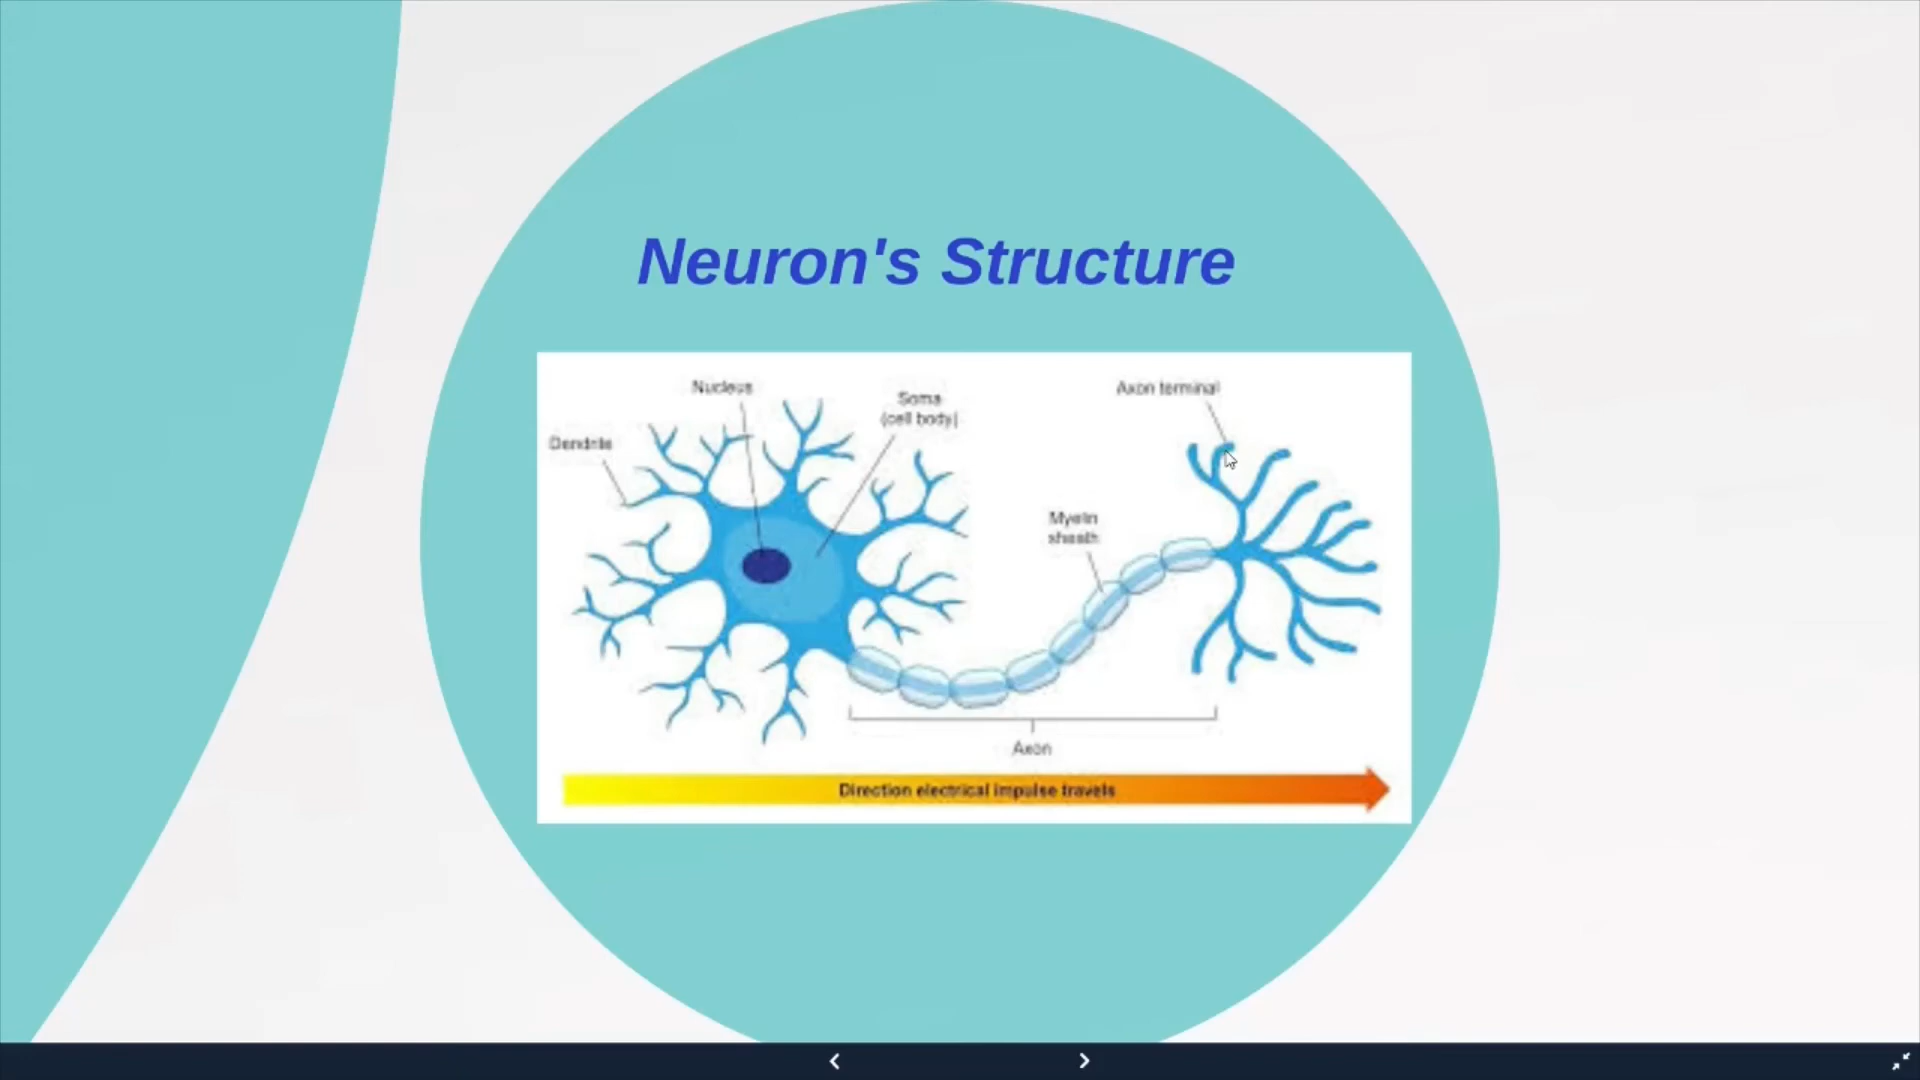 Neuron's Structure
Nucleus
Soma
(cell body)
Axon terminal
Dendrite
Myelin
sheath
Axon
Direction electrical impulse travels